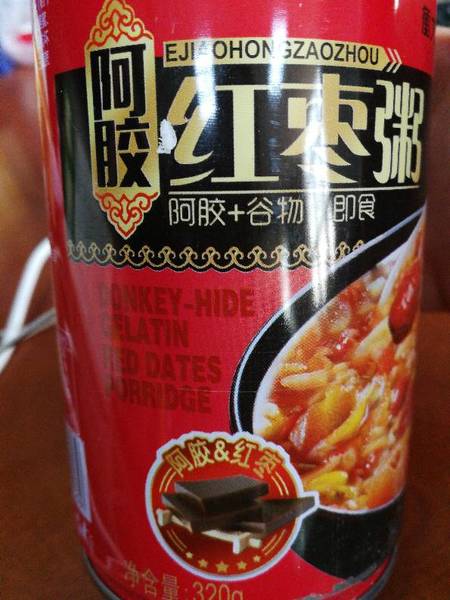 EJIAOHONGZAOZHOU
阿胶
红枣粥
阿胶+谷物 即食
DONKEY-HIDE
GELATIN
RED DATES
PORRIDGE
阿胶&红枣
净含量:320g